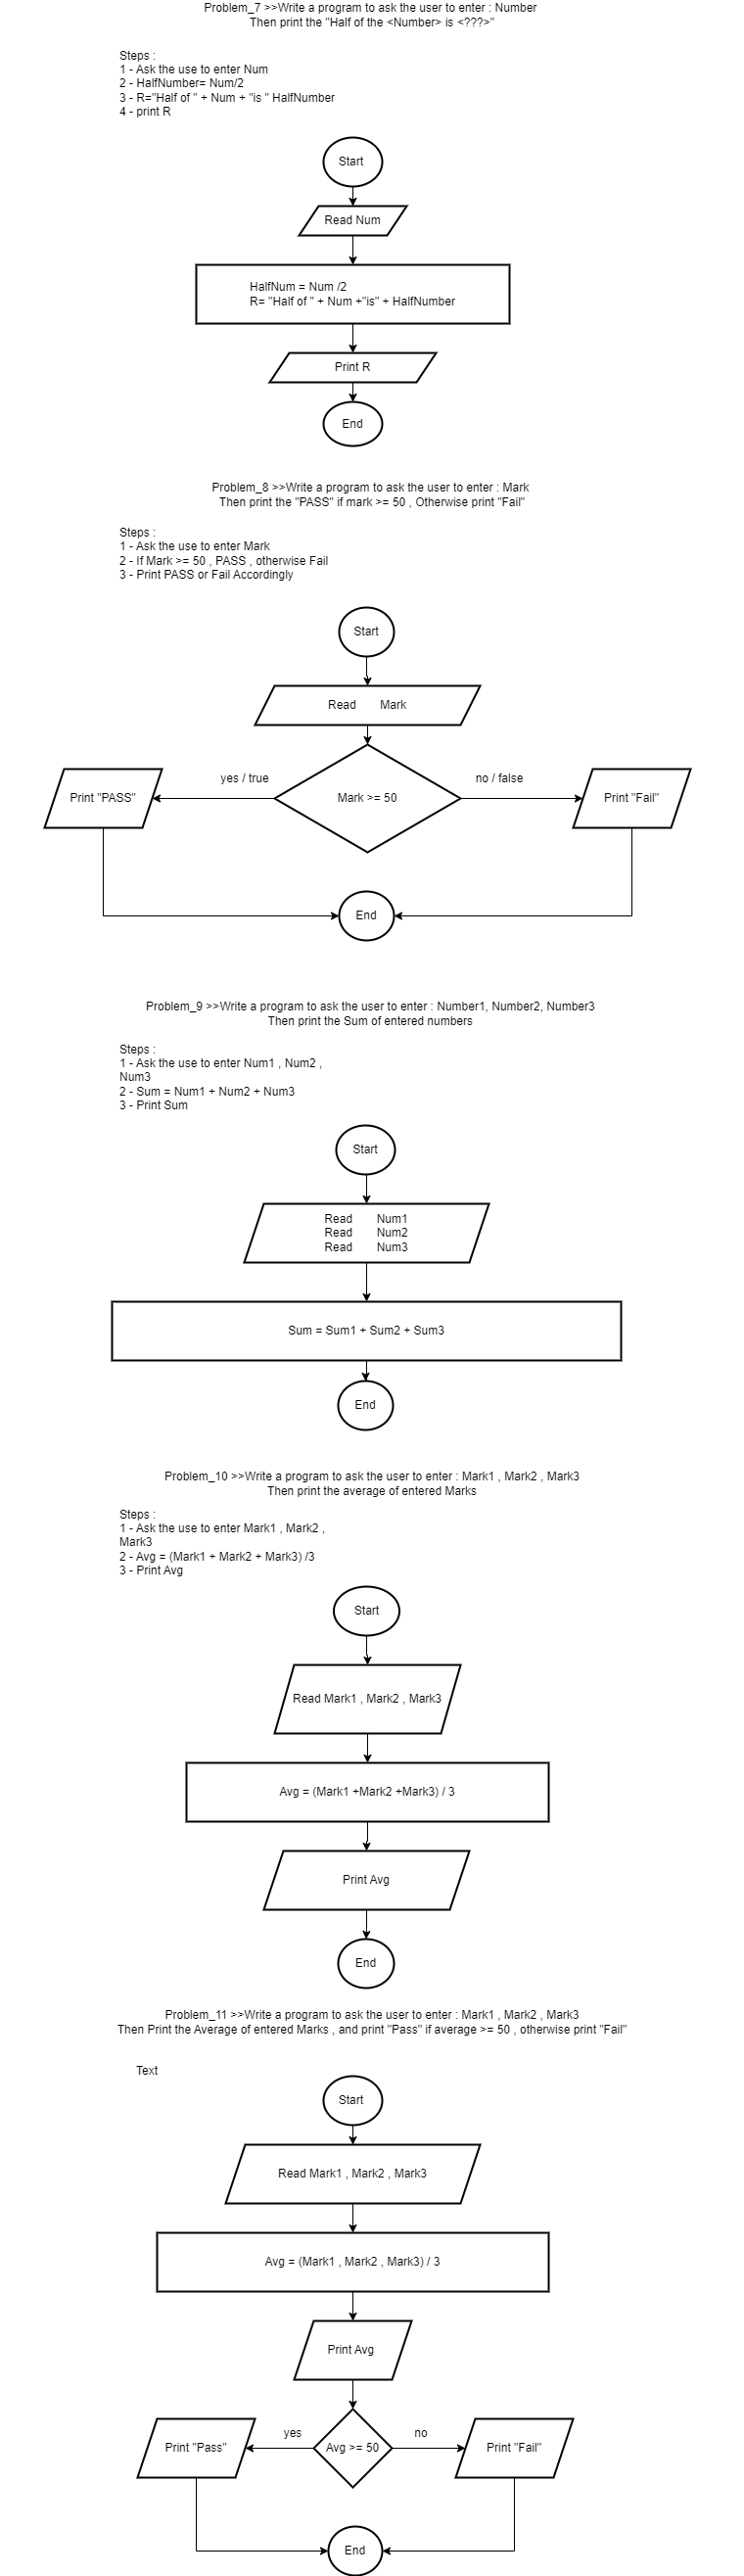 Problem_7 >>Write a program to ask the user to enter : Number
Then print the "Half of the <Number> is <???>"
Steps :
1 - Ask the use to enter Num
2 - HalfNumber= Num/2
3 - R="Half of " + Num + "is " HalfNumber
4 - print R
Start
Read Num
HalfNum = Num /2
R= "Half of " + Num +"is" + HalfNumber
Print R
End
Problem_8 >>Write a program to ask the user to enter : Mark
Then print the "PASS" if mark >= 50 , Otherwise print "Fail"
Steps :
1 - Ask the use to enter Mark
2 - If Mark >= 50 , PASS , otherwise Fail
3 - Print PASS or Fail Accordingly
Start
Read Mark
yes / true
no / false
Print "PASS"
Mark >= 50
Print "Fail"
End
Problem_9 >>Write a program to ask the user to enter : Number1, Number2, Number3
Then print the Sum of entered numbers
Steps :
1 - Ask the use to enter Num1 , Num2 ,
Num3
2 - Sum = Num1 + Num2 + Num3
3 - Print Sum
Start
Read Num1
Read Num2
Read Num3
Sum = Sum1 + Sum2 + Sum3
End
Problem_10 >>Write a program to ask the user to enter : Mark1 , Mark2 , Mark3
Then print the average of entered Marks
Steps :
1 - Ask the use to enter Mark1 , Mark2 ,
Mark3
2 - Avg = (Mark1 + Mark2 + Mark3) /3
3 - Print Avg
Start
Read Mark1 , Mark2 , Mark3
Avg = (Mark1 +Mark2 +Mark3) / 3
Print Avg
End
Problem_11 >>Write a program to ask the user to enter : Mark1 , Mark2 , Mark3
Then Print the Average of entered Marks , and print "Pass" if average >= 50 , otherwise print "Fail"
Text
Start
Read Mark1 , Mark2 , Mark3
Avg = (Mark1 , Mark2 , Mark3) / 3
Print Avg
yes
no
Print "Pass"
Avg >= 50
Print "Fail"
End